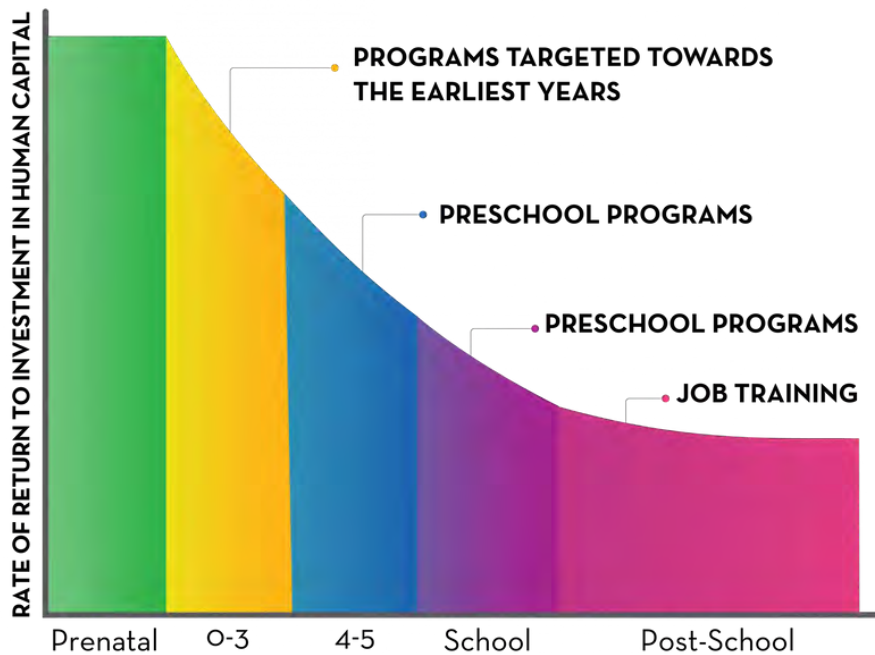 RATE OF RETURN TO INVESTMENT IN HUMAN CAPITAL
PROGRAMS TARGETED TOWARDS
THE EARLIEST YEARS
PRESCHOOL PROGRAMS
PRESCHOOL PROGRAMS
JOB TRAINING
Prenatal 0-3 4-5 School Post-School